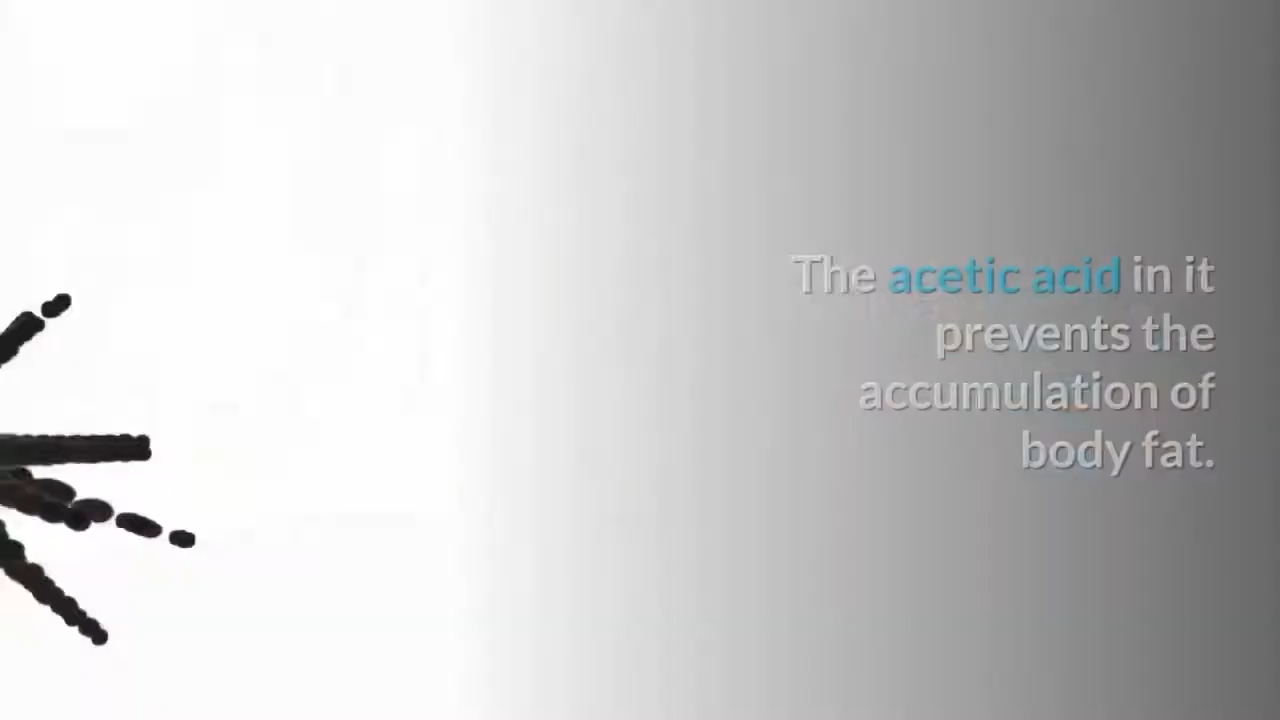 The acetic acid in it
prevents the
accumulation of
body fat.